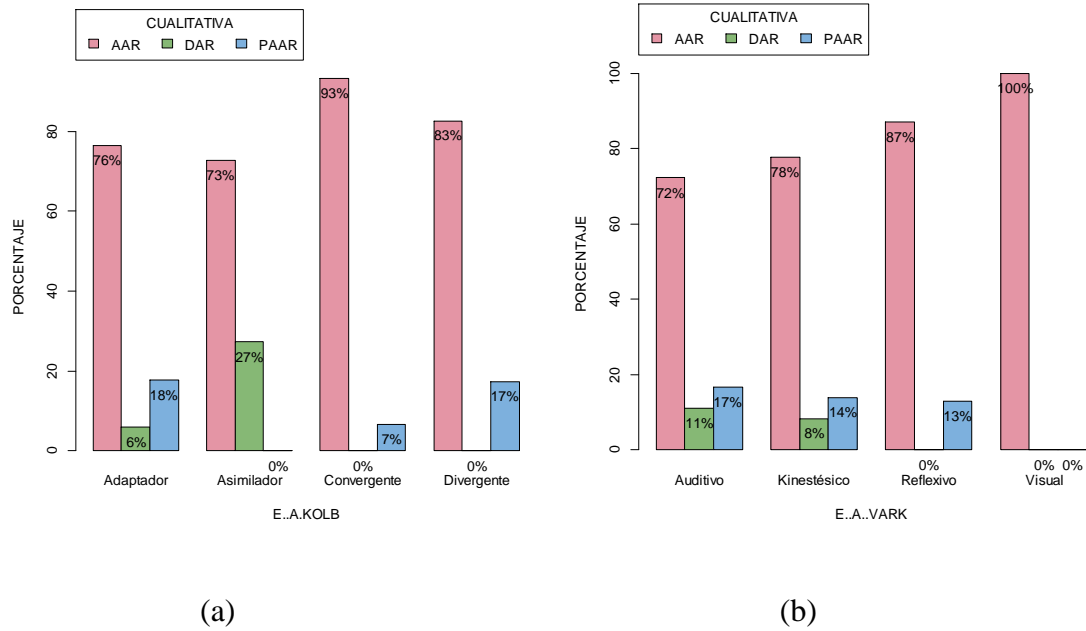 CUALITATIVA
AAR DAR PAAR
PORCENTAJE
0 20 40 60 80
76%
6%
18%
73%
27%
0%
93%
0%
7%
83%
0%
17%
Adaptador Asimilador Convergente Divergente
E..A.KOLB
(a)
CUALITATIVA
AAR DAR PAAR
PORCENTAJE
0 20 40 60 80 100
72%
11%
17%
78%
8%
14%
87%
0%
13%
100%
0%
0%
Auditivo Kinestésico Reflexivo Visual
E..A..VARK
(b)